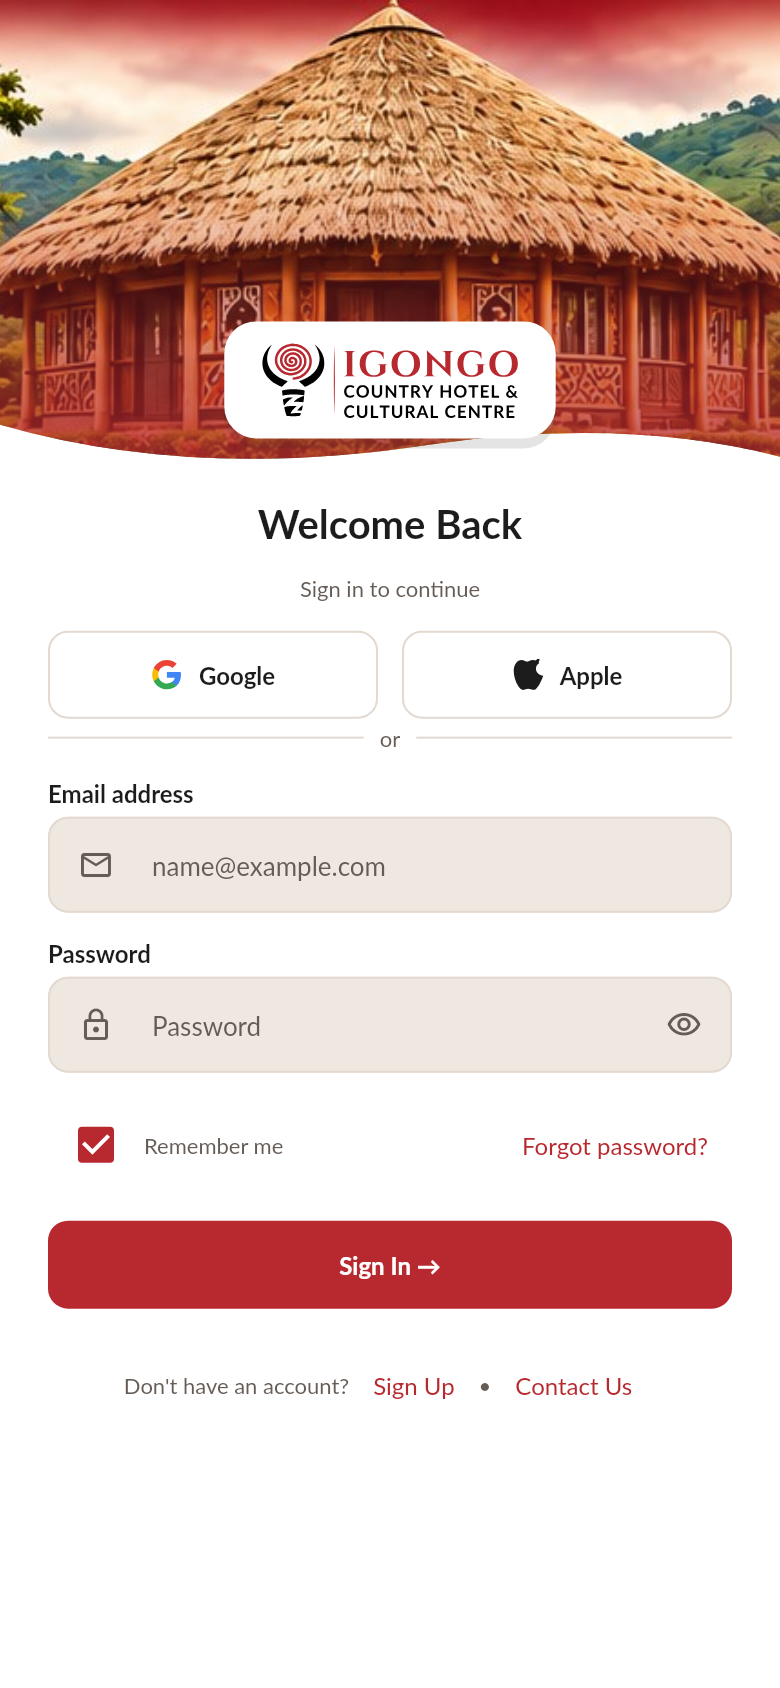 IGONGO
COUNTRY HOTEL &
CULTURAL CENTRE
Welcome Back
Sign in to continue
Google
Apple
or
Email address
name@example.com
Password
Password
Remember me
Forgot password?
Sign In →
Don't have an account? Sign Up • Contact Us